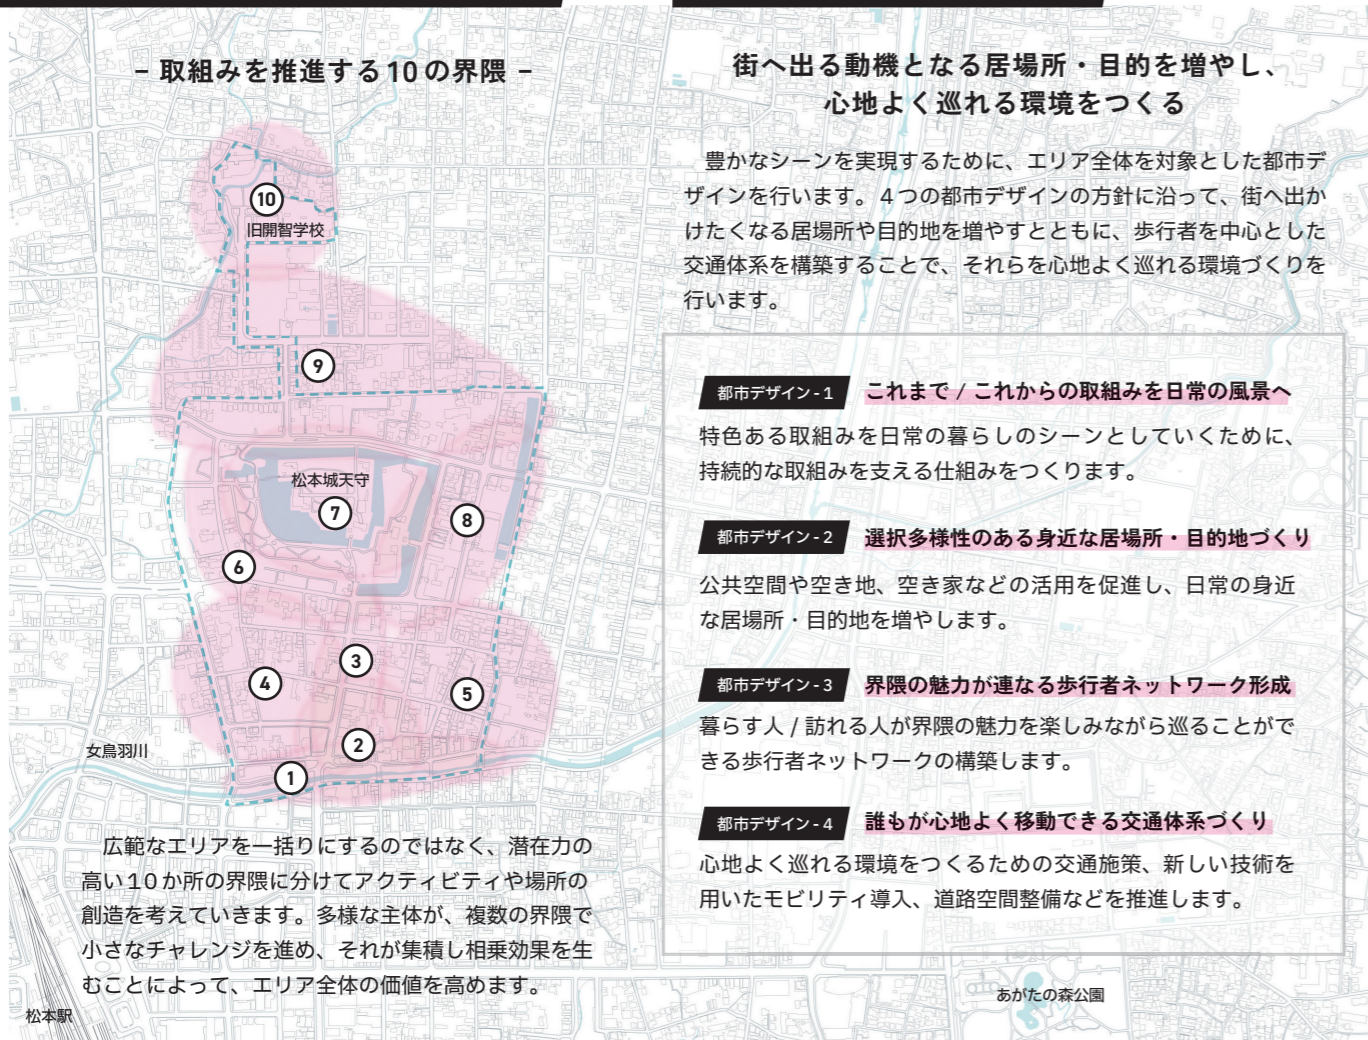 – 取組みを推進する10の界隈 –
10
旧開智学校
9
松本城天守
7
8
6
3
4
5
2
女鳥羽川
1
広範なエリアを一括りにするのではなく、潜在力の
高い10か所の界隈に分けてアクティビティや場所の
創造を考えていきます。多様な主体が、複数の界隈で
小さなチャレンジを進め、それが集積し相乗効果を生
むことによって、エリア全体の価値を高めます。
松本駅
街へ出る動機となる居場所・目的を増やし、
心地よく巡れる環境をつくる
豊かなシーンを実現するために、エリア全体を対象とした都市デ
ザインを行います。4つの都市デザインの方針に沿って、街へ出か
けたくなる居場所や目的地を増やすとともに、歩行者を中心とした
交通体系を構築することで、それらを心地よく巡れる環境づくりを
行います。
都市デザイン-1 これまで / これからの取組みを日常の風景へ
特色ある取組みを日常の暮らしのシーンとしていくために、
持続的な取組みを支える仕組みをつくります。
都市デザイン-2 選択多様性のある身近な居場所・目的地づくり
公共空間や空き地、空き家などの活用を促進し、日常の身近
な居場所・目的地を増やします。
都市デザイン-3 界隈の魅力が連なる歩行者ネットワーク形成
暮らす人 / 訪れる人が界隈の魅力を楽しみながら巡ることがで
きる歩行者ネットワークの構築します。
都市デザイン-4 誰もが心地よく移動できる交通体系づくり
心地よく巡れる環境をつくるための交通施策、新しい技術を
用いたモビリティ導入、道路空間整備などを推進します。
あがたの森公園